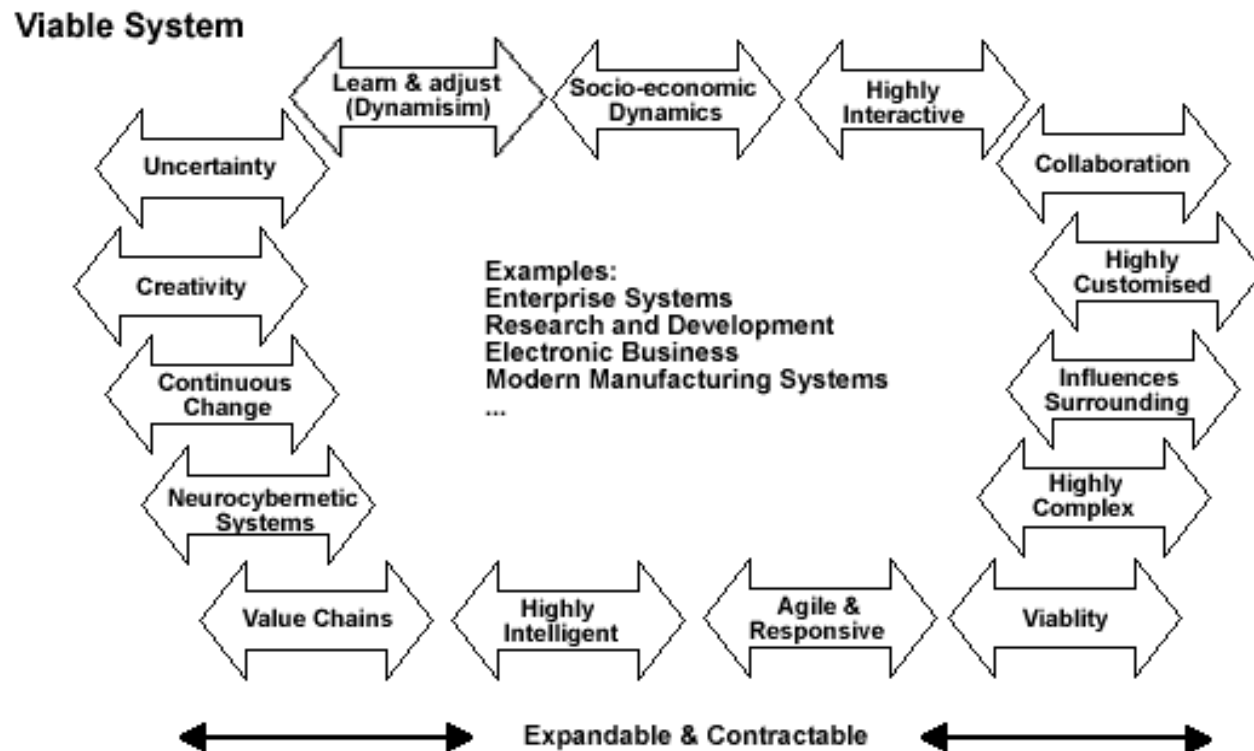 Viable System
Learn & adjust
(Dynamisim)
Socio-economic
Dynamics
Highly
Interactive
Uncertainty
Collaboration
Creativity
Highly
Customised
Examples:
Enterprise Systems
Research and Development
Electronic Business
Modern Manufacturing Systems
...
Continuous
Change
Influences
Surrounding
Neurocybernetic
Systems
Highly
Complex
Value Chains
Highly
Intelligent
Agile &
Responsive
Viablity
Expandable & Contractable